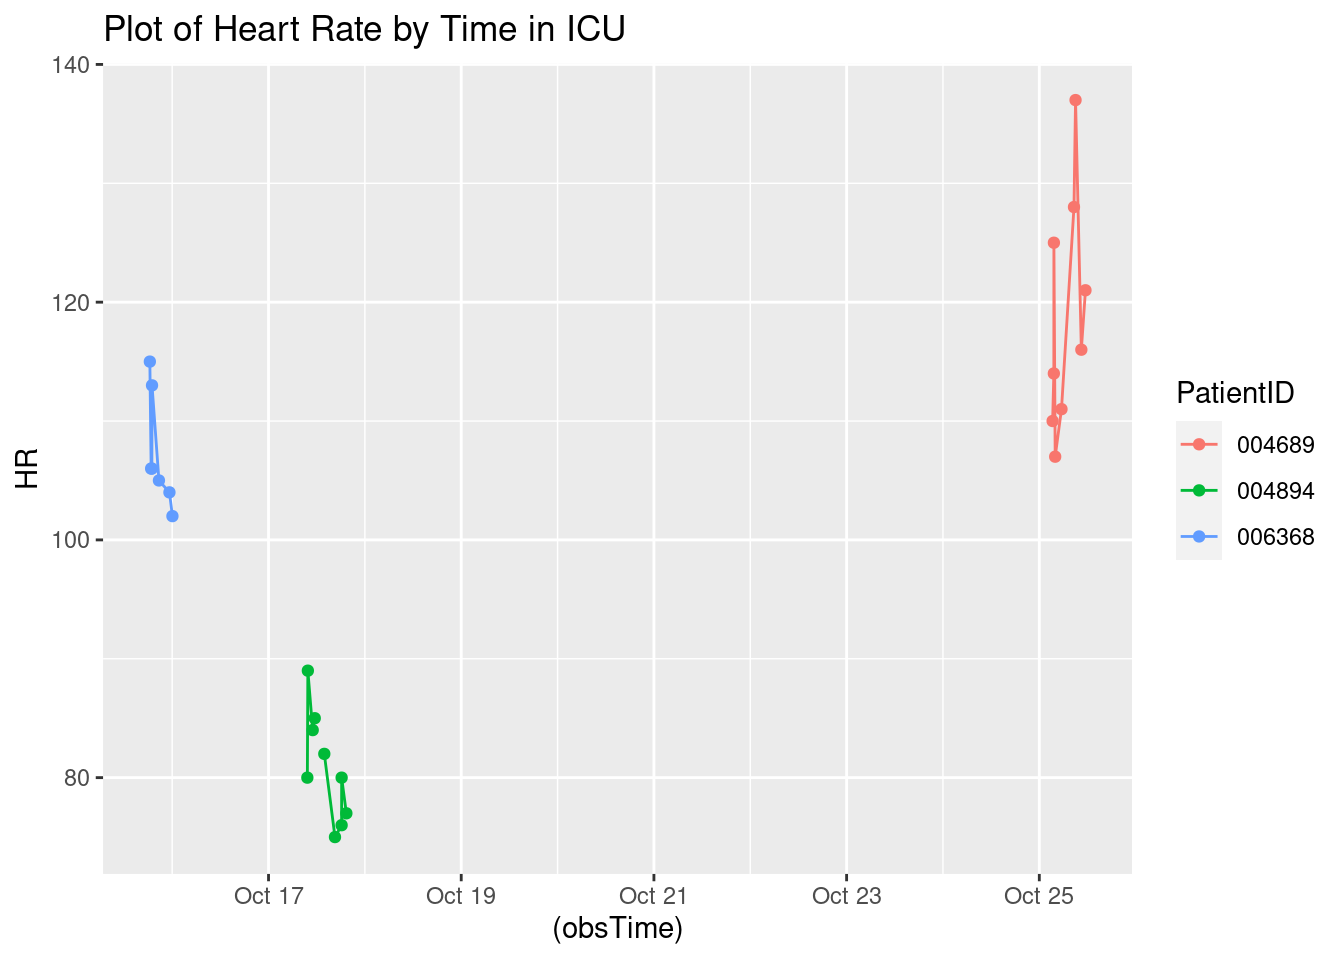 Plot of Heart Rate by Time in ICU
140
120
100
80
HR
Oct 17
Oct 19
Oct 21
Oct 23
Oct 25
(obsTime)
PatientID
004689
004894
006368